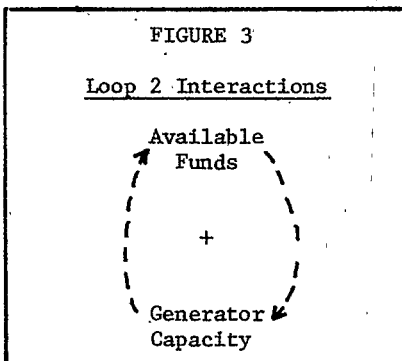 FIGURE 3
Loop 2 Interactions
Available
Funds
+
Generator
Capacity